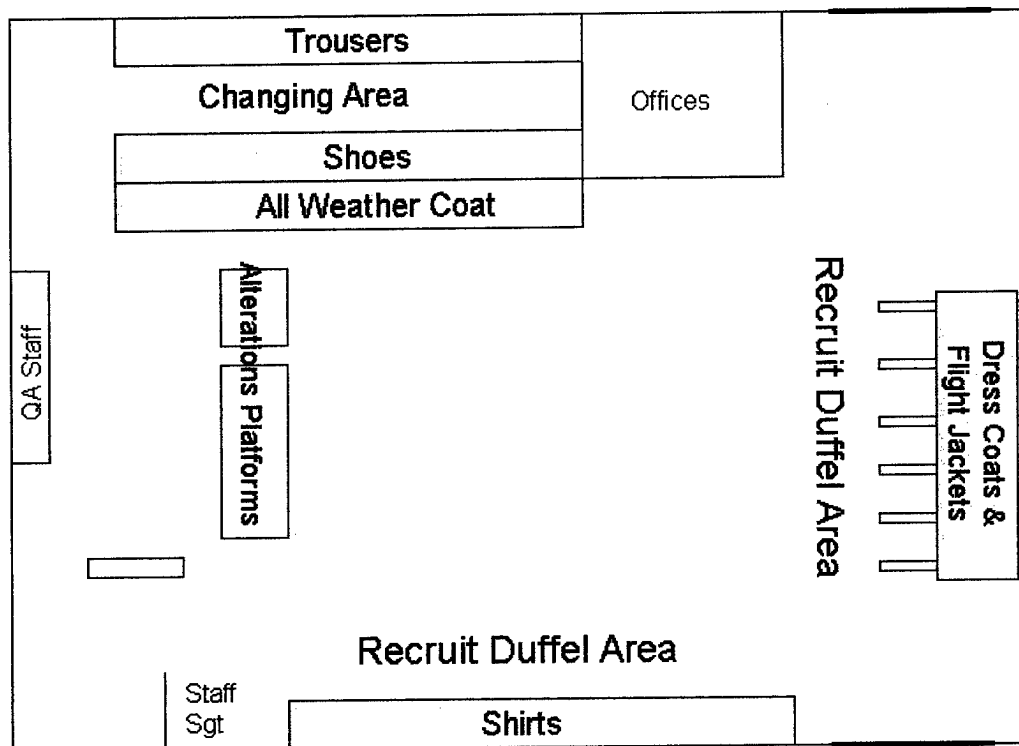 Trousers
Changing Area
Offices
Shoes
All Weather Coat
QA Staff
Alterations Platforms
Recruit Duffel Area
Dress Coats &
Flight Jackets
Recruit Duffel Area
Staff
Sgt
Shirts